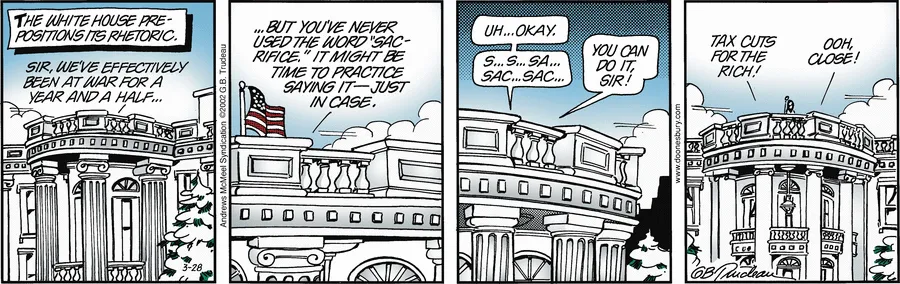 THE WHITE HOUSE PRE-
POSITIONS ITS RHETORIC.
SIR, WE'VE EFFECTIVELY
BEEN AT WAR FOR A
YEAR AND A HALF...
3-28
Andrews McMeel Syndication ©2002 G.B. Trudeau
...BUT YOU'VE NEVER
USED THE WORD "SAC-
RIFICE." IT MIGHT BE
TIME TO PRACTICE
SAYING IT—JUST
IN CASE.
UH...OKAY.
S...S...SA...
SAC...SAC...
YOU CAN
DO IT,
SIR!
www.doonesbury.com
TAX CUTS
FOR THE
RICH!
OOH,
CLOSE!
GBTrudeau